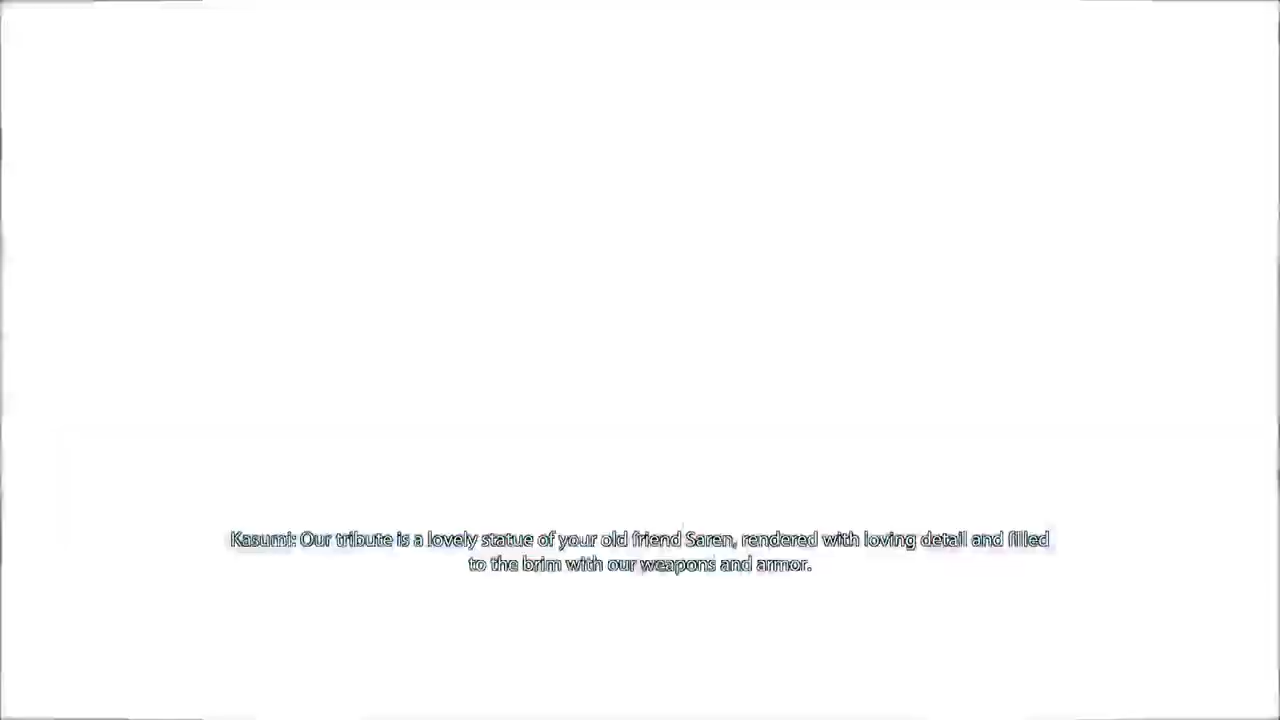 Kasumi: Our tribute is a lovely statue of your old friend Saren, rendered with loving detail and filled
to the brim with our weapons and armor.